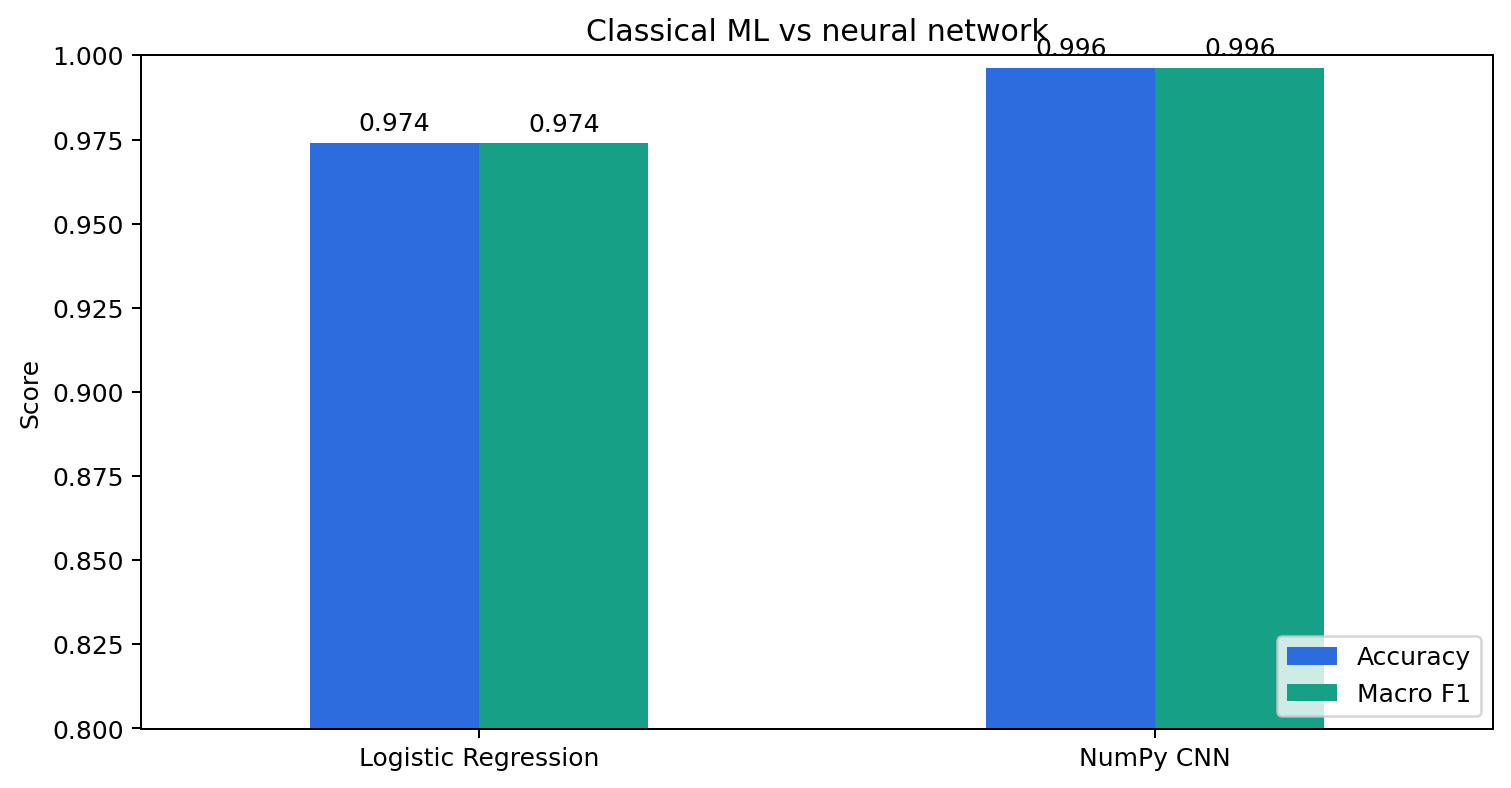 Classical ML vs neural network
0.996 0.996
1.000
0.974 0.974
0.975
0.950
0.925
0.900
0.875
0.850
0.825
0.800
Score
Accuracy
Macro F1
Logistic Regression NumPy CNN